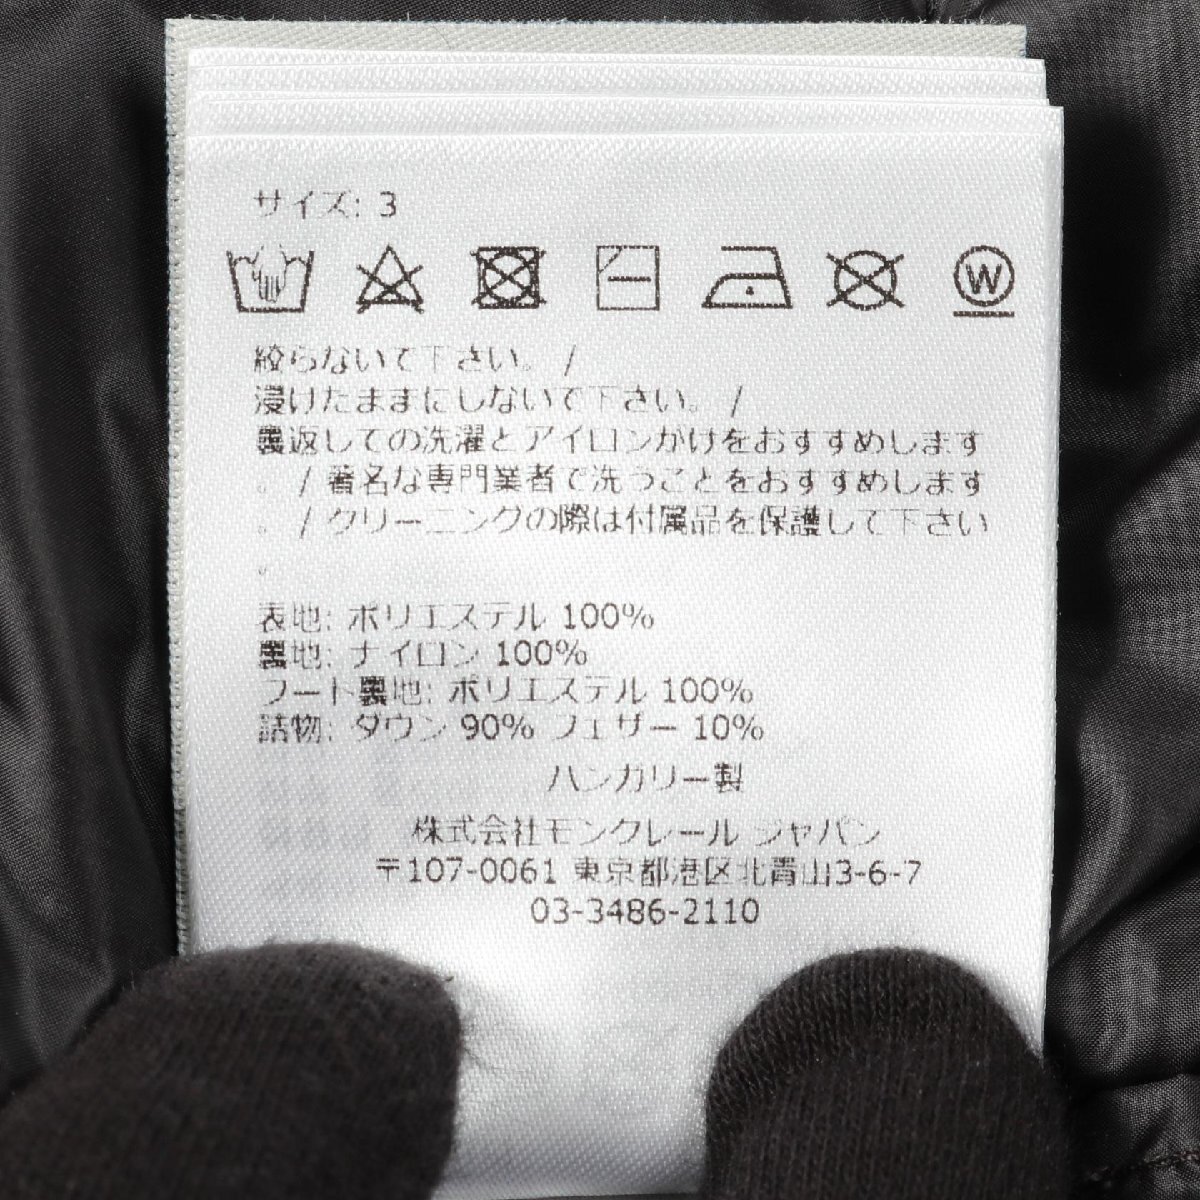 サイズ: 3
W
絞らないで下さい。 /
浸けたままにしないで下さい。 /
裏返しての洗濯とアイロンがけをおすすめします
。 / 著名な専門業者で洗うことをおすすめします
。 / クリーニングの際は付属品を保護して下さい
。
表地: ポリエステル 100%
裏地: ナイロン 100%
フード裏地: ポリエステル 100%
詰物: ダウン 90% フェザー 10%
ハンガリー製
株式会社モンクレール ジャパン
〒107-0061 東京都港区北青山3-6-7
03-3486-2110